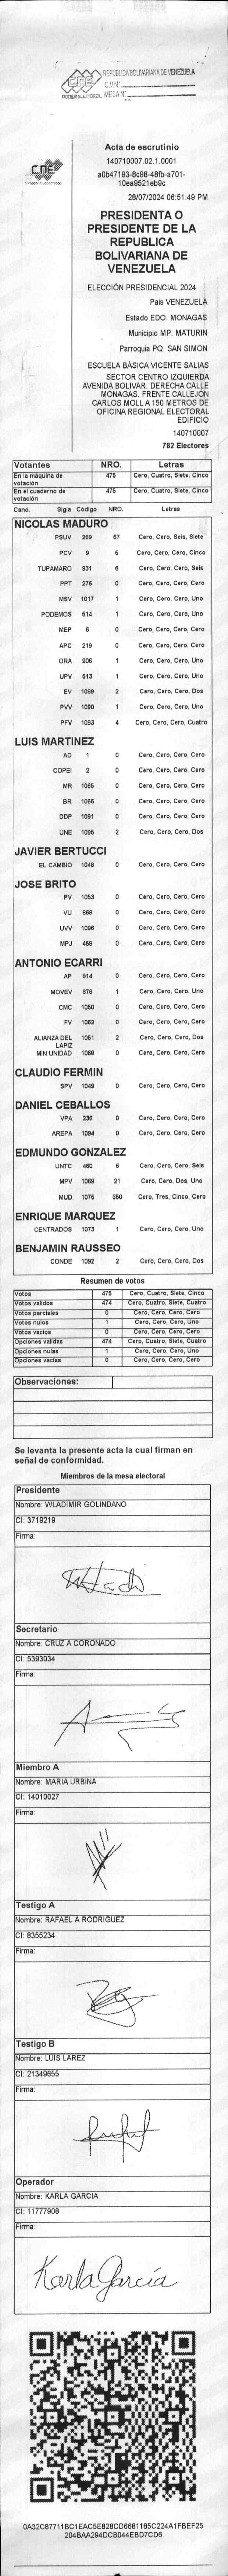 REPUBLICA BOLIVARIANA DE VENEZUELA
C.V.N°
PODER ELECTORAL MESA N°
CNE
Acta de escrutinio
140710007.02.1.0001
a0b47193-8c98-48fb-a701-
10ea9521eb9c
28/07/2024 06:51:49 PM
PRESIDENTA O
PRESIDENTE DE LA
REPUBLICA
BOLIVARIANA DE
VENEZUELA
ELECCIÓN PRESIDENCIAL 2024
Pais VENEZUELA
Estado EDO. MONAGAS
Municipio MP. MATURIN
Parroquia PQ. SAN SIMON
ESCUELA BÁSICA VICENTE SALIAS
SECTOR CENTRO IZQUIERDA
AVENIDA BOLIVAR. DERECHA CALLE
MONAGAS. FRENTE CALLEJÓN
CARLOS MOLL A 150 METROS DE
OFICINA REGIONAL ELECTORAL
EDIFICIO
140710007
782 Electores
Votantes NRO. Letras
En la máquina de votación 475 Cero, Cuatro, Siete, Cinco
En el cuaderno de votación 475 Cero, Cuatro, Siete, Cinco
Cand. Sigla Código NRO. Letras
NICOLAS MADURO
PSUV 269 67 Cero, Cero, Seis, Siete
PCV 9 5 Cero, Cero, Cero, Cinco
TUPAMARO 931 6 Cero, Cero, Cero, Seis
PPT 276 0 Cero, Cero, Cero, Cero
MSV 1017 1 Cero, Cero, Cero, Uno
PODEMOS 514 1 Cero, Cero, Cero, Uno
MEP 6 0 Cero, Cero, Cero, Cero
APC 219 0 Cero, Cero, Cero, Cero
ORA 906 1 Cero, Cero, Cero, Uno
UPV 513 1 Cero, Cero, Cero, Uno
EV 1089 2 Cero, Cero, Cero, Dos
PVV 1090 1 Cero, Cero, Cero, Uno
PFV 1093 4 Cero, Cero, Cero, Cuatro
LUIS MARTINEZ
AD 1 0 Cero, Cero, Cero, Cero
COPEI 2 0 Cero, Cero, Cero, Cero
MR 1065 0 Cero, Cero, Cero, Cero
BR 1066 0 Cero, Cero, Cero, Cero
DDP 1091 0 Cero, Cero, Cero, Cero
UNE 1095 2 Cero, Cero, Cero, Dos
JAVIER BERTUCCI
EL CAMBIO 1048 0 Cero, Cero, Cero, Cero
JOSE BRITO
PV 1053 0 Cero, Cero, Cero, Cero
VU 868 0 Cero, Cero, Cero, Cero
UVV 1096 0 Cero, Cero, Cero, Cero
MPJ 458 0 Cero, Cero, Cero, Cero
ANTONIO ECARRI
AP 614 0 Cero, Cero, Cero, Cero
MOVEV 878 1 Cero, Cero, Cero, Uno
CMC 1050 0 Cero, Cero, Cero, Cero
FV 1062 0 Cero, Cero, Cero, Cero
ALIANZA DEL LAPIZ 1051 2 Cero, Cero, Cero, Dos
MIN UNIDAD 1069 0 Cero, Cero, Cero, Cero
CLAUDIO FERMIN
SPV 1049 0 Cero, Cero, Cero, Cero
DANIEL CEBALLOS
VPA 236 0 Cero, Cero, Cero, Cero
AREPA 1094 0 Cero, Cero, Cero, Cero
EDMUNDO GONZALEZ
UNTC 460 6 Cero, Cero, Cero, Seis
MPV 1069 21 Cero, Cero, Dos, Uno
MUD 1075 350 Cero, Tres, Cinco, Cero
ENRIQUE MARQUEZ
CENTRADOS 1073 1 Cero, Cero, Cero, Uno
BENJAMIN RAUSSEO
CONDE 1092 2 Cero, Cero, Cero, Dos
Resumen de votos
Votos 475 Cero, Cuatro, Siete, Cinco
Votos validos 474 Cero, Cuatro, Siete, Cuatro
Votos parciales 0 Cero, Cero, Cero, Cero
Votos nulos 1 Cero, Cero, Cero, Uno
Votos vacios 0 Cero, Cero, Cero, Cero
Opciones validas 474 Cero, Cuatro, Siete, Cuatro
Opciones nulas 1 Cero, Cero, Cero, Uno
Opciones vacías 0 Cero, Cero, Cero, Cero
Observaciones:
Se levanta la presente acta la cual firman en
señal de conformidad.
Miembros de la mesa electoral
Presidente
Nombre: WLADIMIR GOLINDANO
CI: 3719219
Firma:
Secretario
Nombre: CRUZ A CORONADO
CI: 5393034
Firma:
Miembro A
Nombre: MARIA URBINA
CI: 14010027
Firma:
Testigo A
Nombre: RAFAEL A RODRIGUEZ
CI: 8355234
Firma:
Testigo B
Nombre: LUIS LAREZ
CI: 21349655
Firma:
Operador
Nombre: KARLA GARCIA
CI: 11777908
Firma:
Karla García
0A32C87711BC1EAC5E828CD6681185C224A1FBEF25
204BAA294DCB044EBD7CD6